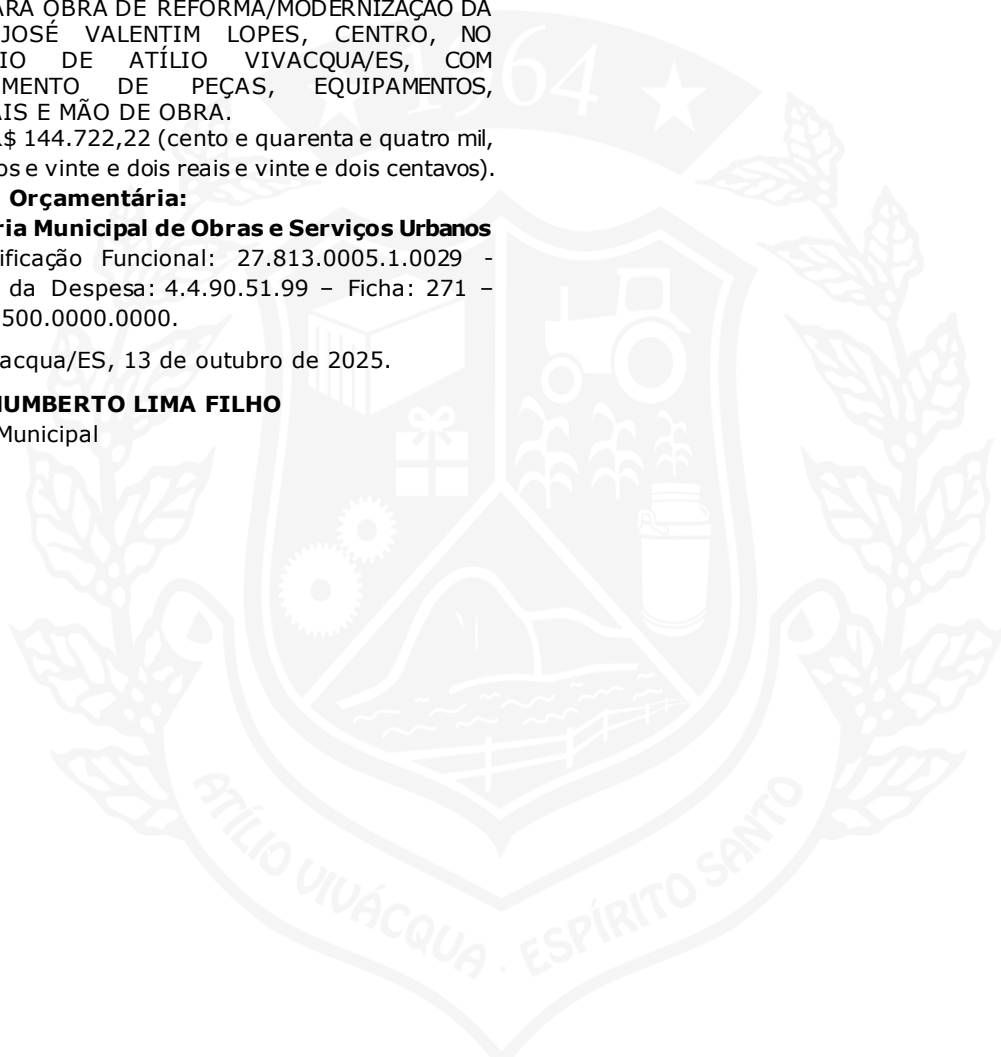 ARA OBRA DE REFORMA/MODERNIZAÇÃO DA
JOSÉ VALENTIM LOPES, CENTRO, NO
IO DE ATÍLIO VIVACQUA/ES, COM
MENTO DE PEÇAS, EQUIPAMENTOS,
AIS E MÃO DE OBRA.
$ 144.722,22 (cento e quarenta e quatro mil,
os e vinte e dois reais e vinte e dois centavos).
Orçamentária:
ria Municipal de Obras e Serviços Urbanos
ificação Funcional: 27.813.0005.1.0029 -
da Despesa: 4.4.90.51.99 – Ficha: 271 –
500.0000.0000.
acqua/ES, 13 de outubro de 2025.
HUMBERTO LIMA FILHO
Municipal
1964
ATÍLIO VIVÁCQUA · ESPÍRITO SANTO